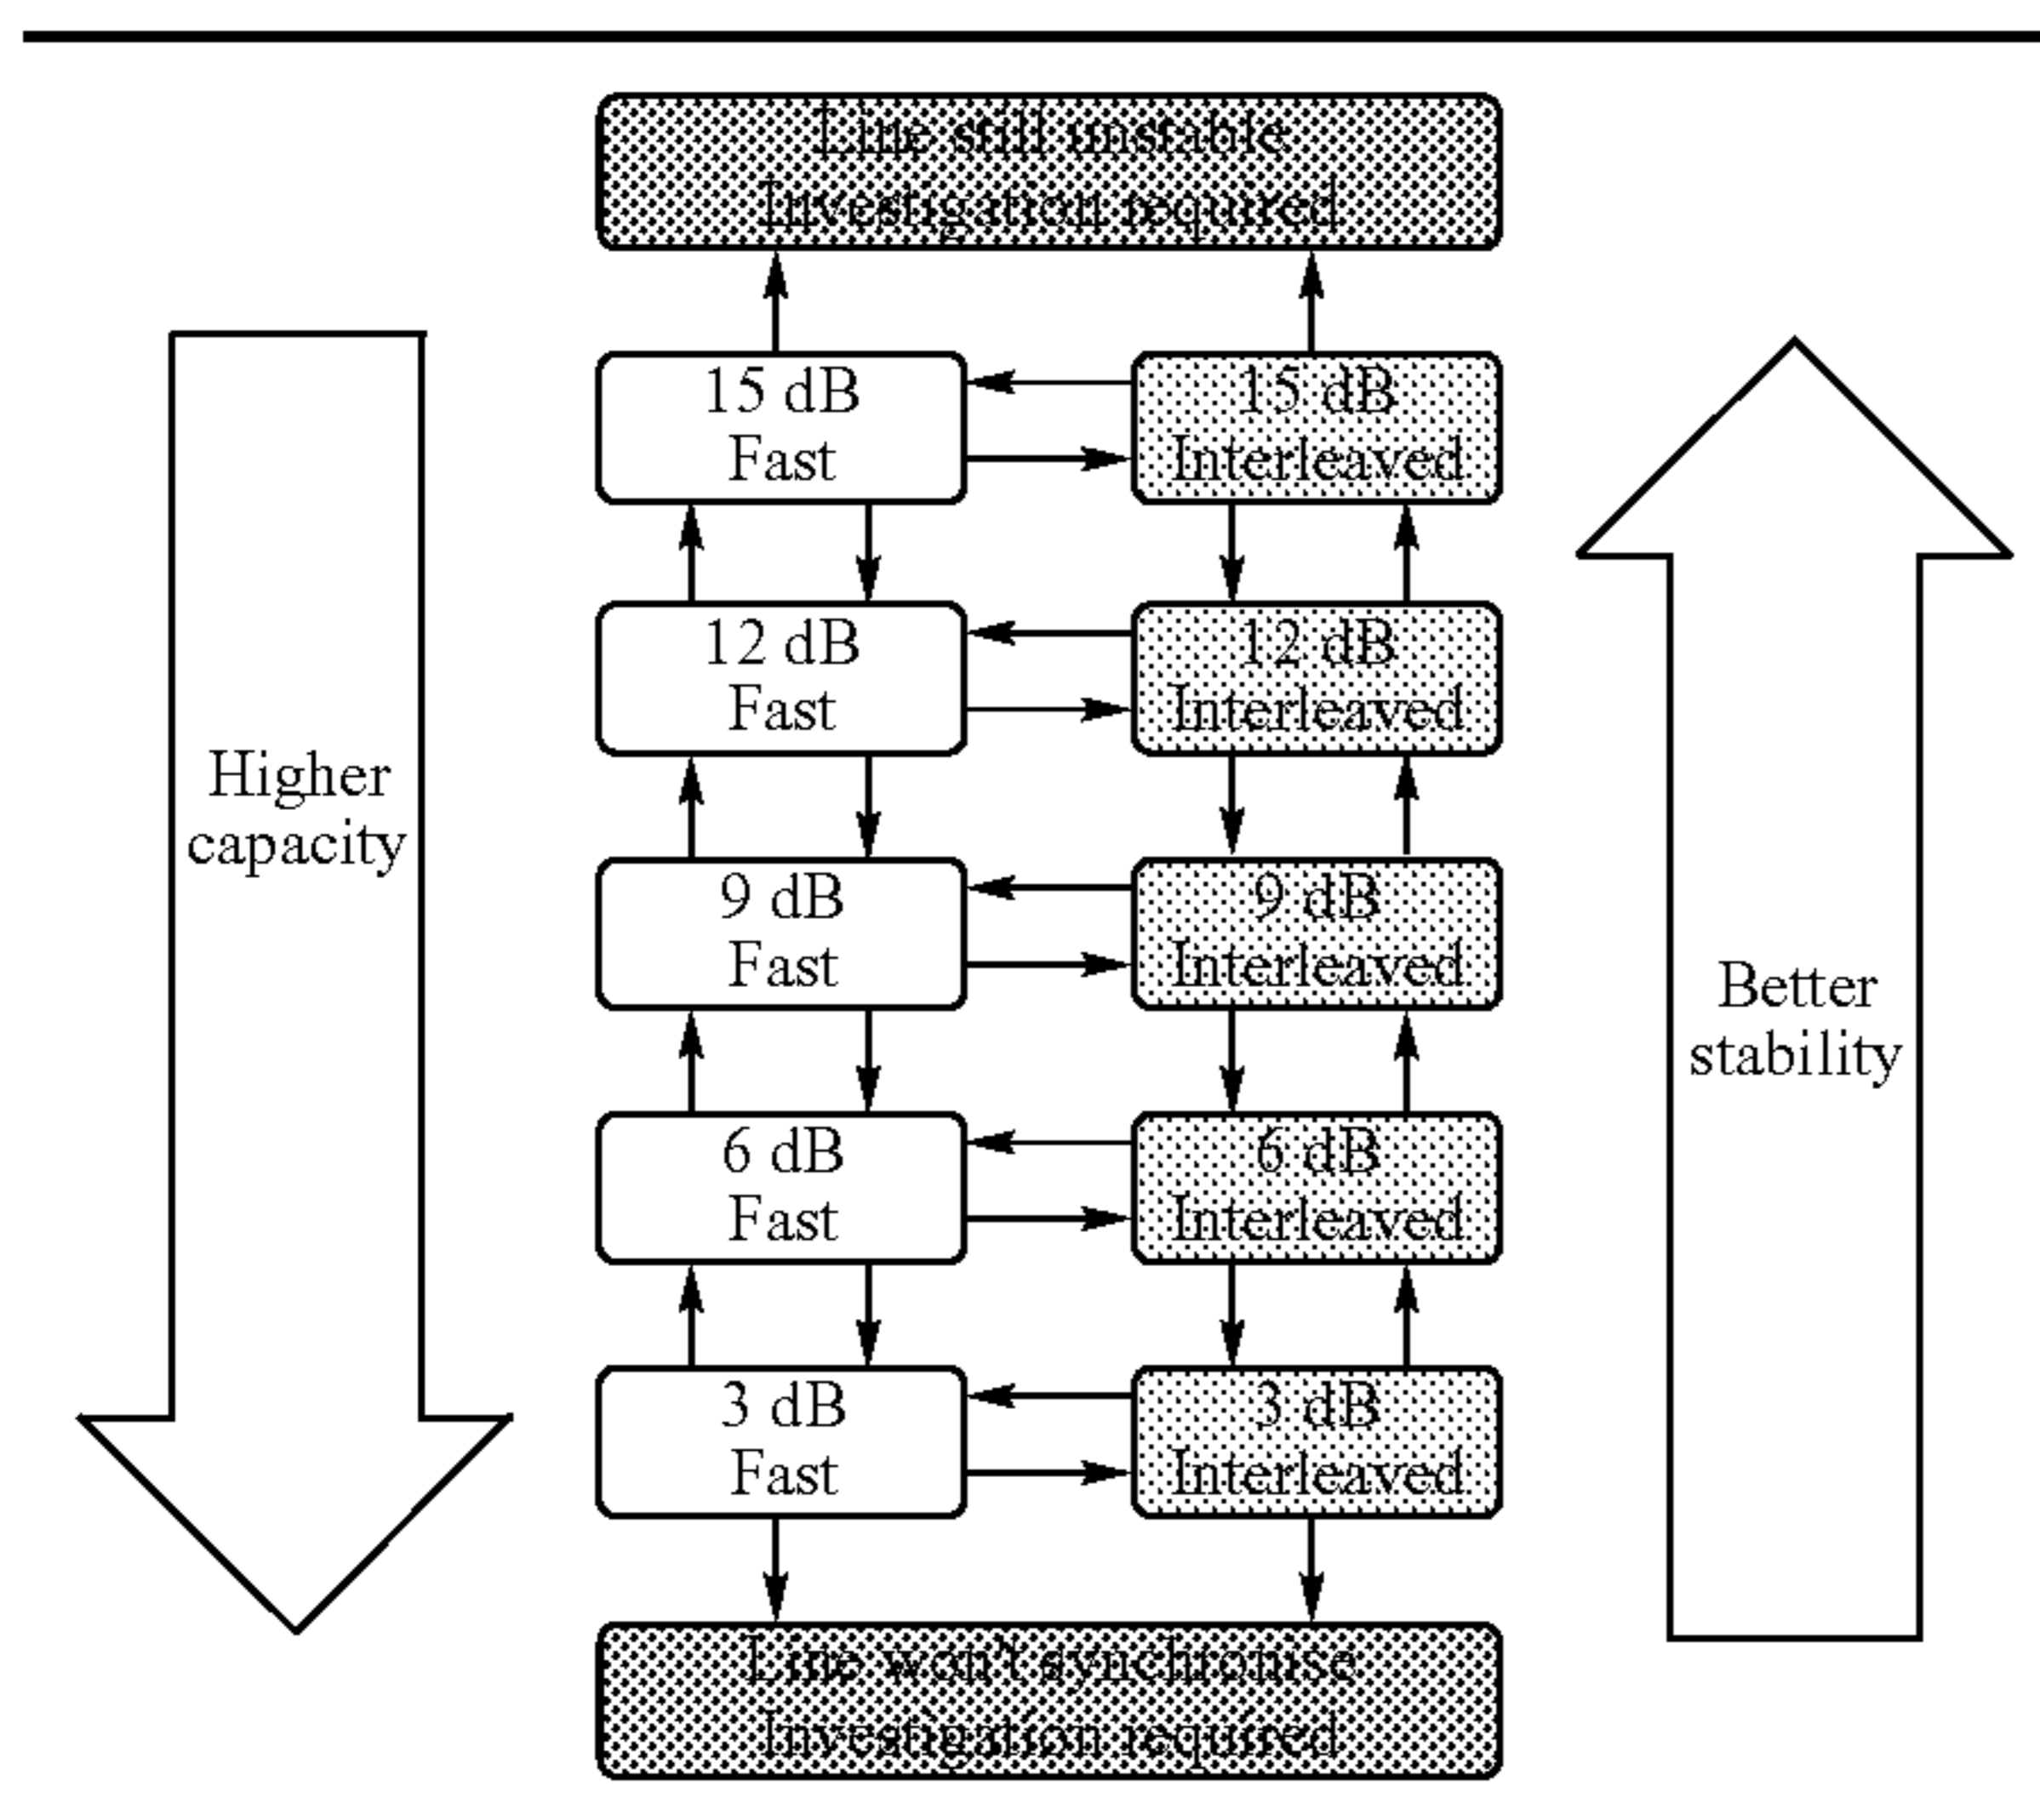 Line still unstable
Investigation required
15 dB
Fast
15 dB
Interleaved
12 dB
Fast
12 dB
Interleaved
Higher
capacity
9 dB
Fast
9 dB
Interleaved
Better
stability
6 dB
Fast
6 dB
Interleaved
3 dB
Fast
3 dB
Interleaved
Line won't synchronise
Investigation required